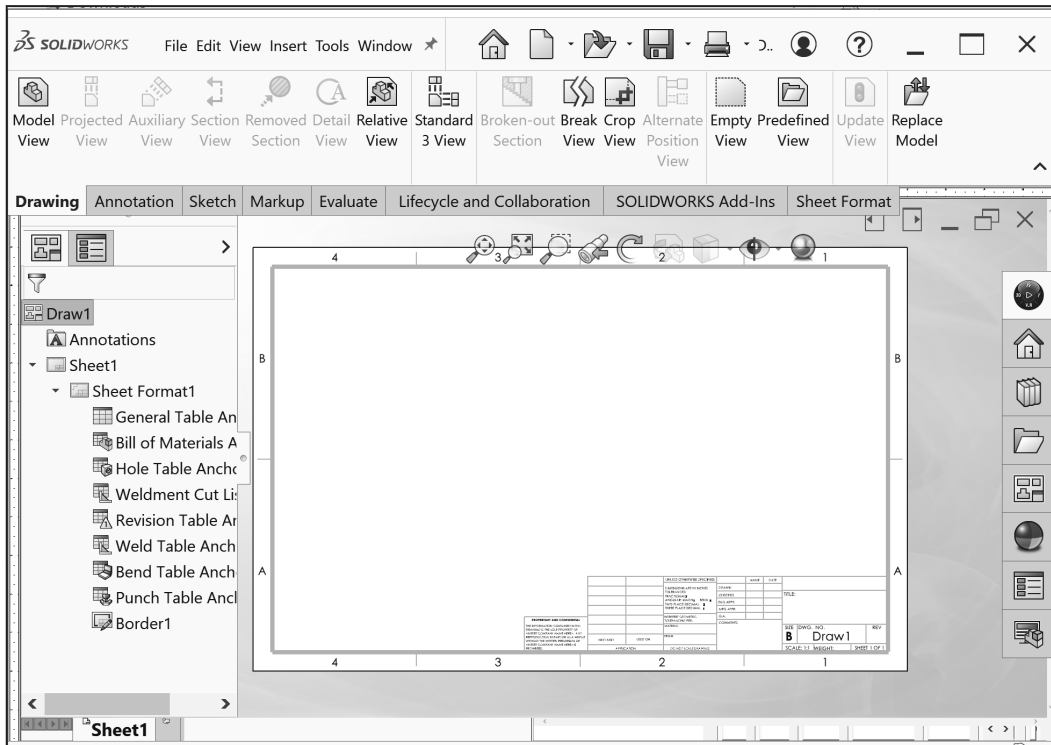 SOLIDWORKS File Edit View Insert Tools Window
Model View Projected View Auxiliary View Section View Removed Section Detail View Relative View Standard 3 View Broken-out Section Break View Crop View Alternate Position View Empty View Predefined View Update View Replace Model
Drawing Annotation Sketch Markup Evaluate Lifecycle and Collaboration SOLIDWORKS Add-Ins Sheet Format
4 3 2 1
Draw1
Annotations
Sheet1
Sheet Format1
General Table An
Bill of Materials A
Hole Table Ancho
Weldment Cut Lis
Revision Table An
Weld Table Anch
Bend Table Anch
Punch Table Ancl
Border1
B B
A A
TITLE:
SIZE DWG. NO. REV
B Draw1
SCALE: 1:1 WEIGHT: SHEET 1 OF 1
4 3 2 1
Sheet1